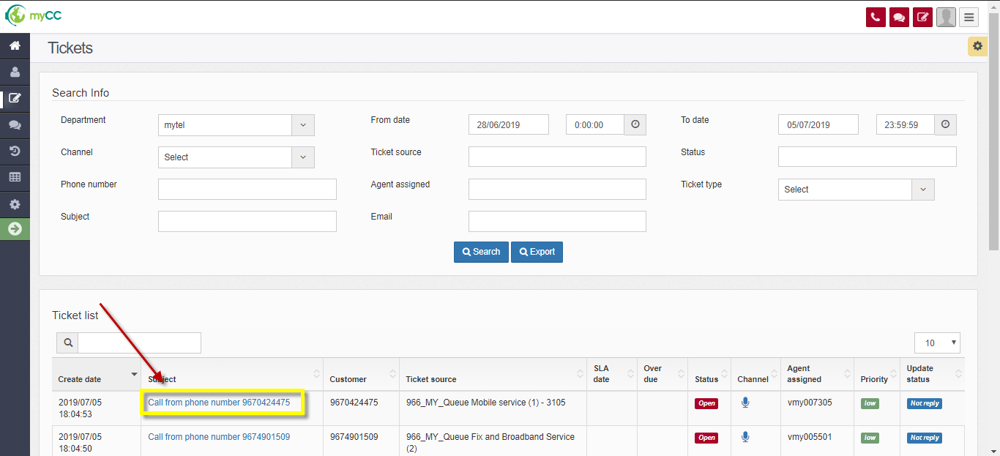 myCC
Tickets
Search Info
Department
mytel
From date
28/06/2019
0:00:00
To date
05/07/2019
23:59:59
Channel
Select
Ticket source
Status
Phone number
Agent assigned
Ticket type
Select
Subject
Email
Search
Export
Ticket list
10
Create date
Subject
Customer
Ticket source
SLA
date
Over
due
Status
Channel
Agent
assigned
Priority
Update
status
2019/07/05
18:04:53
Call from phone number 9670424475
9670424475
966_MY_Queue Mobile service (1) - 3105
Open
vmy007305
low
Not reply
2019/07/05
18:04:50
Call from phone number 9674901509
9674901509
966_MY_Queue Fix and Broadband Service
(2)
Open
vmy005501
low
Not reply